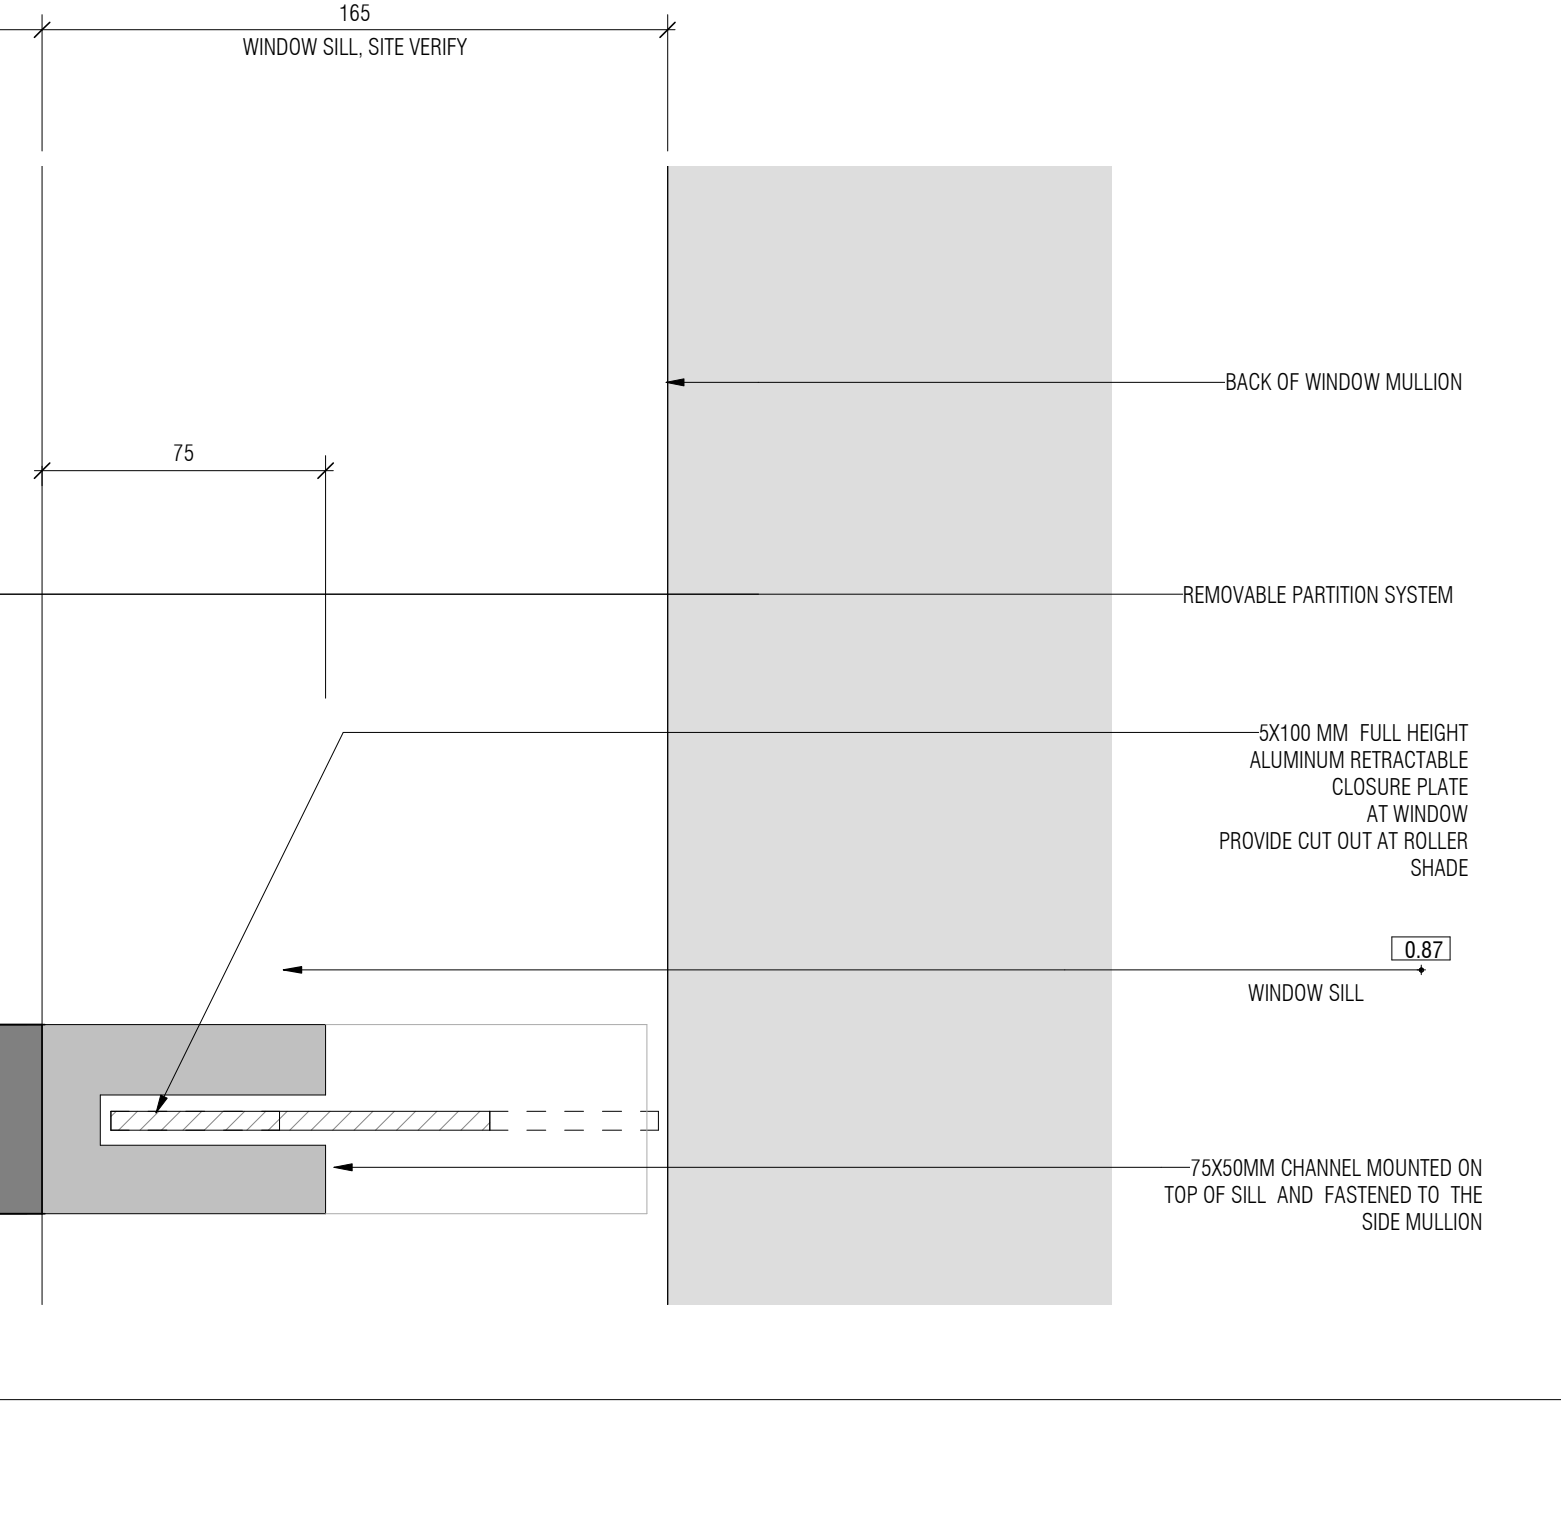 165
WINDOW SILL, SITE VERIFY
BACK OF WINDOW MULLION
75
REMOVABLE PARTITION SYSTEM
5X100 MM  FULL HEIGHT
ALUMINUM RETRACTABLE
CLOSURE PLATE
AT WINDOW
PROVIDE CUT OUT AT ROLLER
SHADE
0.87
WINDOW SILL
75X50MM CHANNEL MOUNTED ON
TOP OF SILL  AND  FASTENED TO  THE
SIDE MULLION